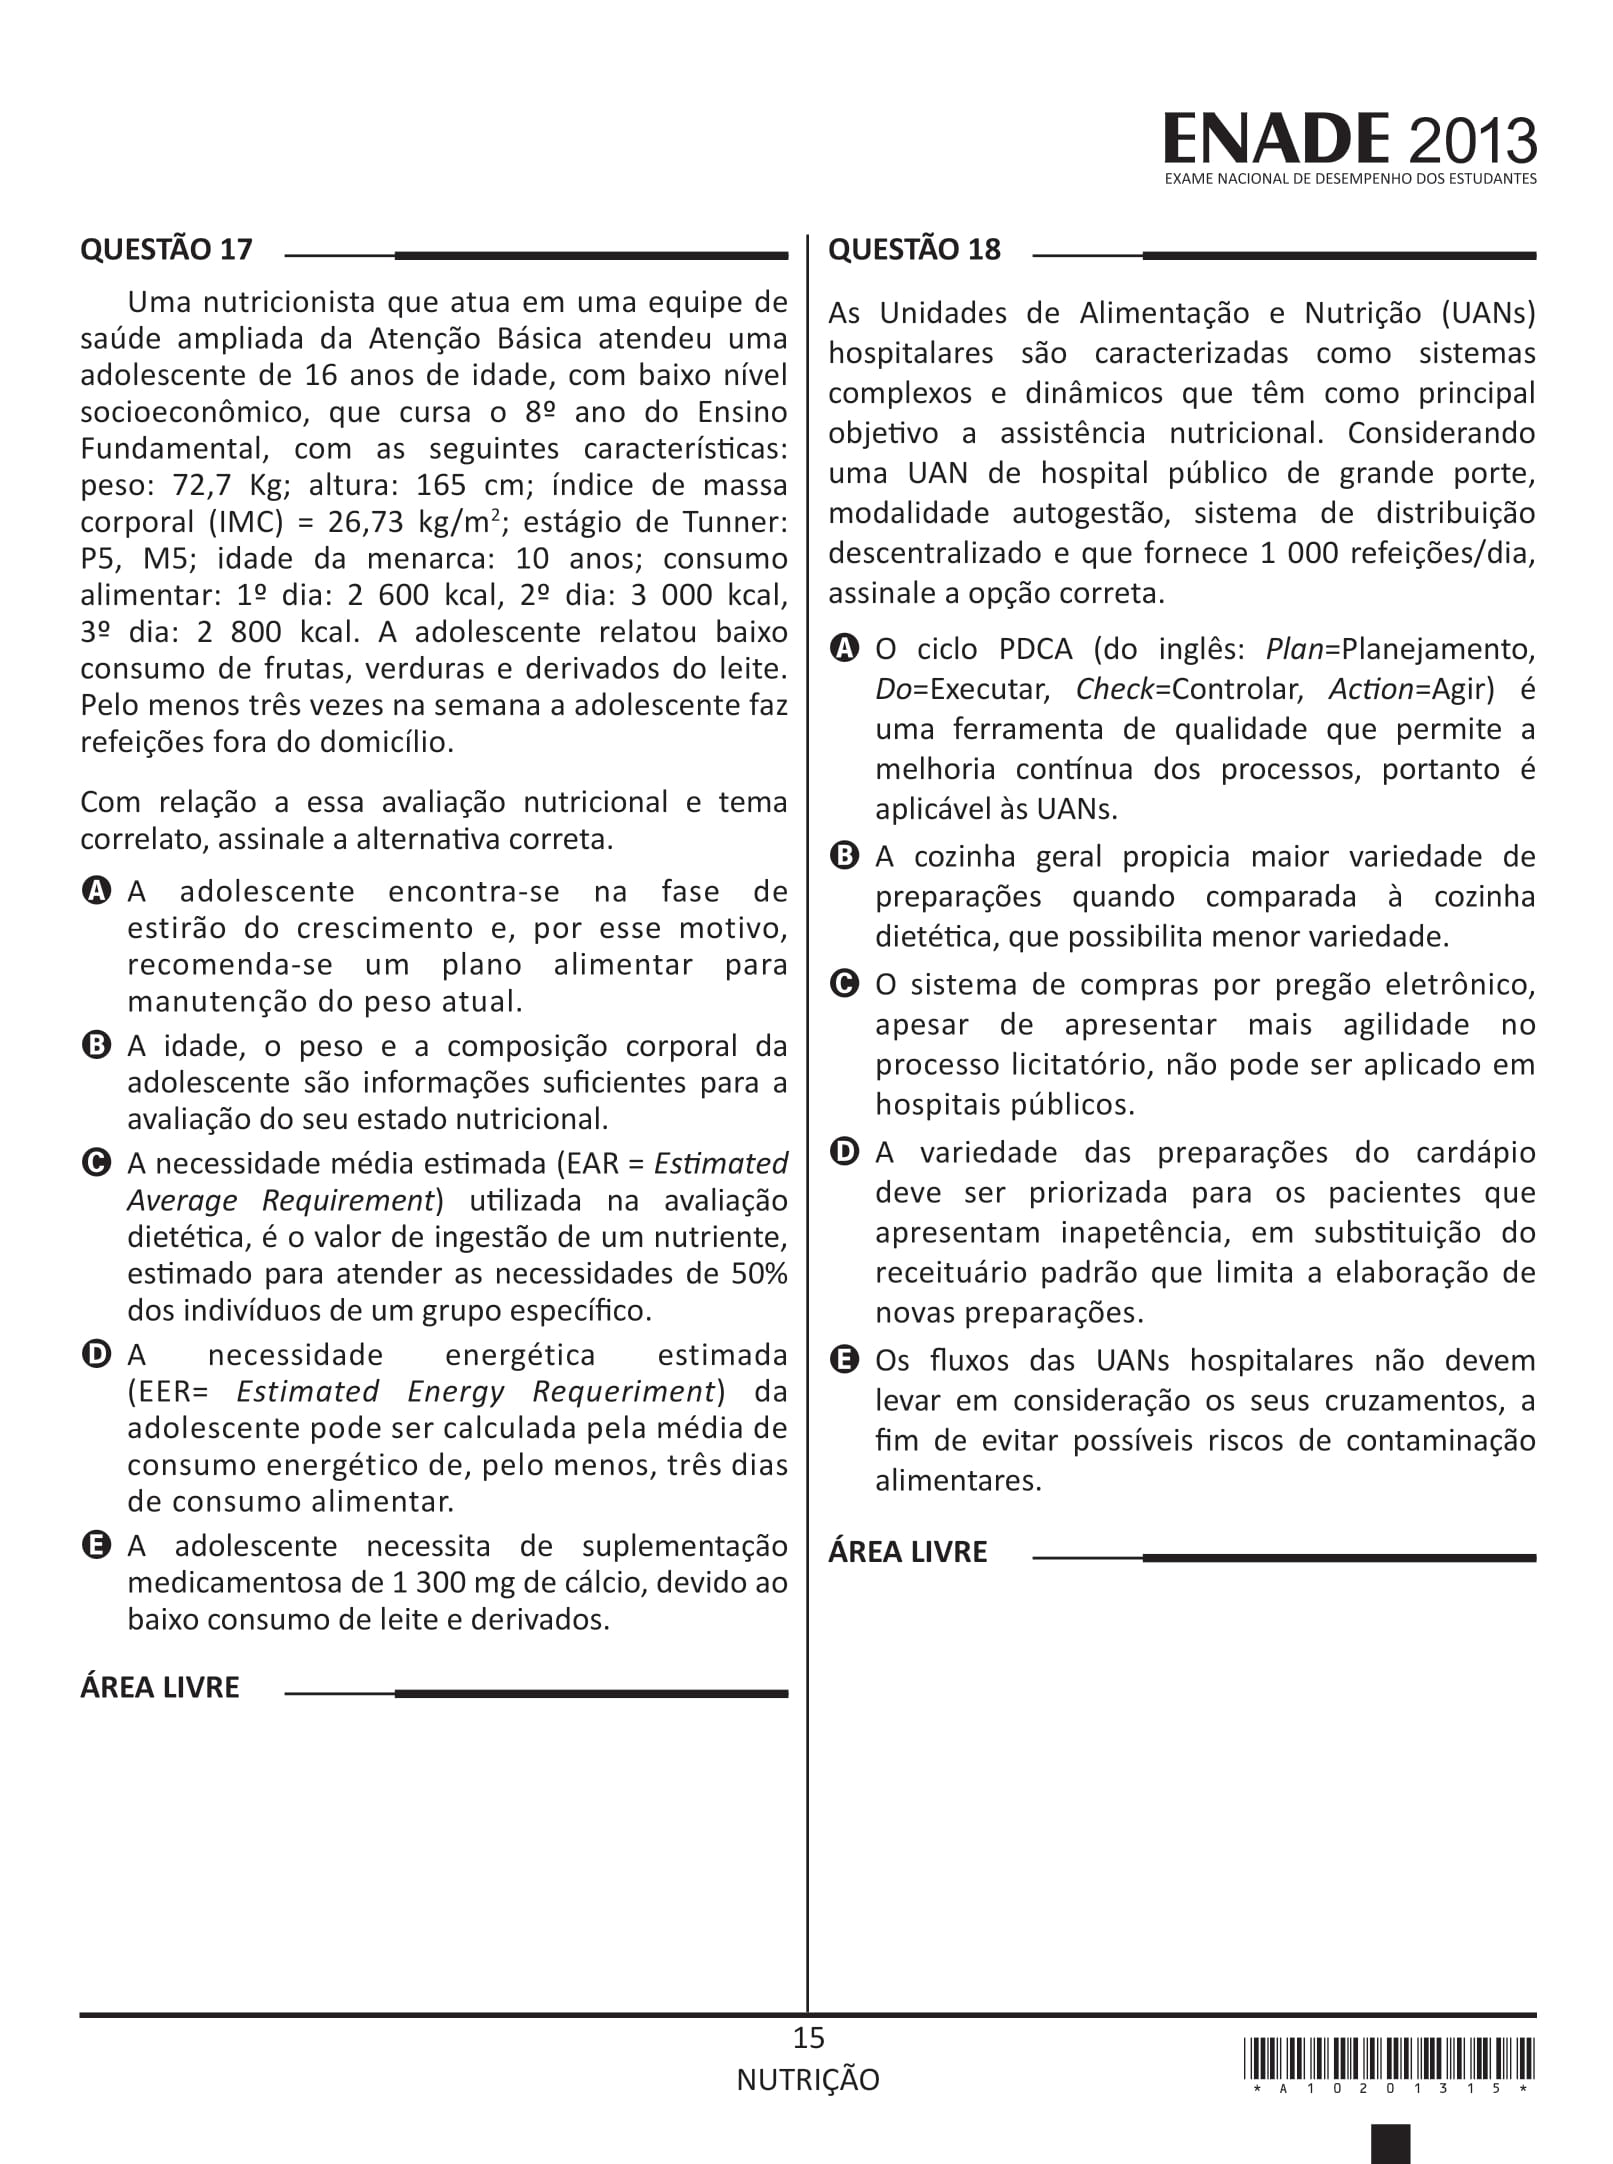 ENADE 2013
EXAME NACIONAL DE DESEMPENHO DOS ESTUDANTES
QUESTÃO 17
Uma nutricionista que atua em uma equipe de
saúde ampliada da Atenção Básica atendeu uma
adolescente de 16 anos de idade, com baixo nível
socioeconômico, que cursa o 8º ano do Ensino
Fundamental, com as seguintes características:
peso: 72,7 Kg; altura: 165 cm; índice de massa
corporal (IMC) = 26,73 kg/m²; estágio de Tunner:
P5, M5; idade da menarca: 10 anos; consumo
alimentar: 1º dia: 2 600 kcal, 2º dia: 3 000 kcal,
3º dia: 2 800 kcal. A adolescente relatou baixo
consumo de frutas, verduras e derivados do leite.
Pelo menos três vezes na semana a adolescente faz
refeições fora do domicílio.
Com relação a essa avaliação nutricional e tema
correlato, assinale a alternativa correta.
A A adolescente encontra-se na fase de
estirão do crescimento e, por esse motivo,
recomenda-se um plano alimentar para
manutenção do peso atual.
B A idade, o peso e a composição corporal da
adolescente são informações suficientes para a
avaliação do seu estado nutricional.
C A necessidade média estimada (EAR = Estimated
Average Requirement) utilizada na avaliação
dietética, é o valor de ingestão de um nutriente,
estimado para atender as necessidades de 50%
dos indivíduos de um grupo específico.
D A necessidade energética estimada
(EER= Estimated Energy Requeriment) da
adolescente pode ser calculada pela média de
consumo energético de, pelo menos, três dias
de consumo alimentar.
E A adolescente necessita de suplementação
medicamentosa de 1 300 mg de cálcio, devido ao
baixo consumo de leite e derivados.
ÁREA LIVRE
QUESTÃO 18
As Unidades de Alimentação e Nutrição (UANs)
hospitalares são caracterizadas como sistemas
complexos e dinâmicos que têm como principal
objetivo a assistência nutricional. Considerando
uma UAN de hospital público de grande porte,
modalidade autogestão, sistema de distribuição
descentralizado e que fornece 1 000 refeições/dia,
assinale a opção correta.
A O ciclo PDCA (do inglês: Plan=Planejamento,
Do=Executar, Check=Controlar, Action=Agir) é
uma ferramenta de qualidade que permite a
melhoria contínua dos processos, portanto é
aplicável às UANs.
B A cozinha geral propicia maior variedade de
preparações quando comparada à cozinha
dietética, que possibilita menor variedade.
C O sistema de compras por pregão eletrônico,
apesar de apresentar mais agilidade no
processo licitatório, não pode ser aplicado em
hospitais públicos.
D A variedade das preparações do cardápio
deve ser priorizada para os pacientes que
apresentam inapetência, em substituição do
receituário padrão que limita a elaboração de
novas preparações.
E Os fluxos das UANs hospitalares não devem
levar em consideração os seus cruzamentos, a
fim de evitar possíveis riscos de contaminação
alimentares.
ÁREA LIVRE
15
NUTRIÇÃO
* A 1 0 2 0 1 3 1 5 *